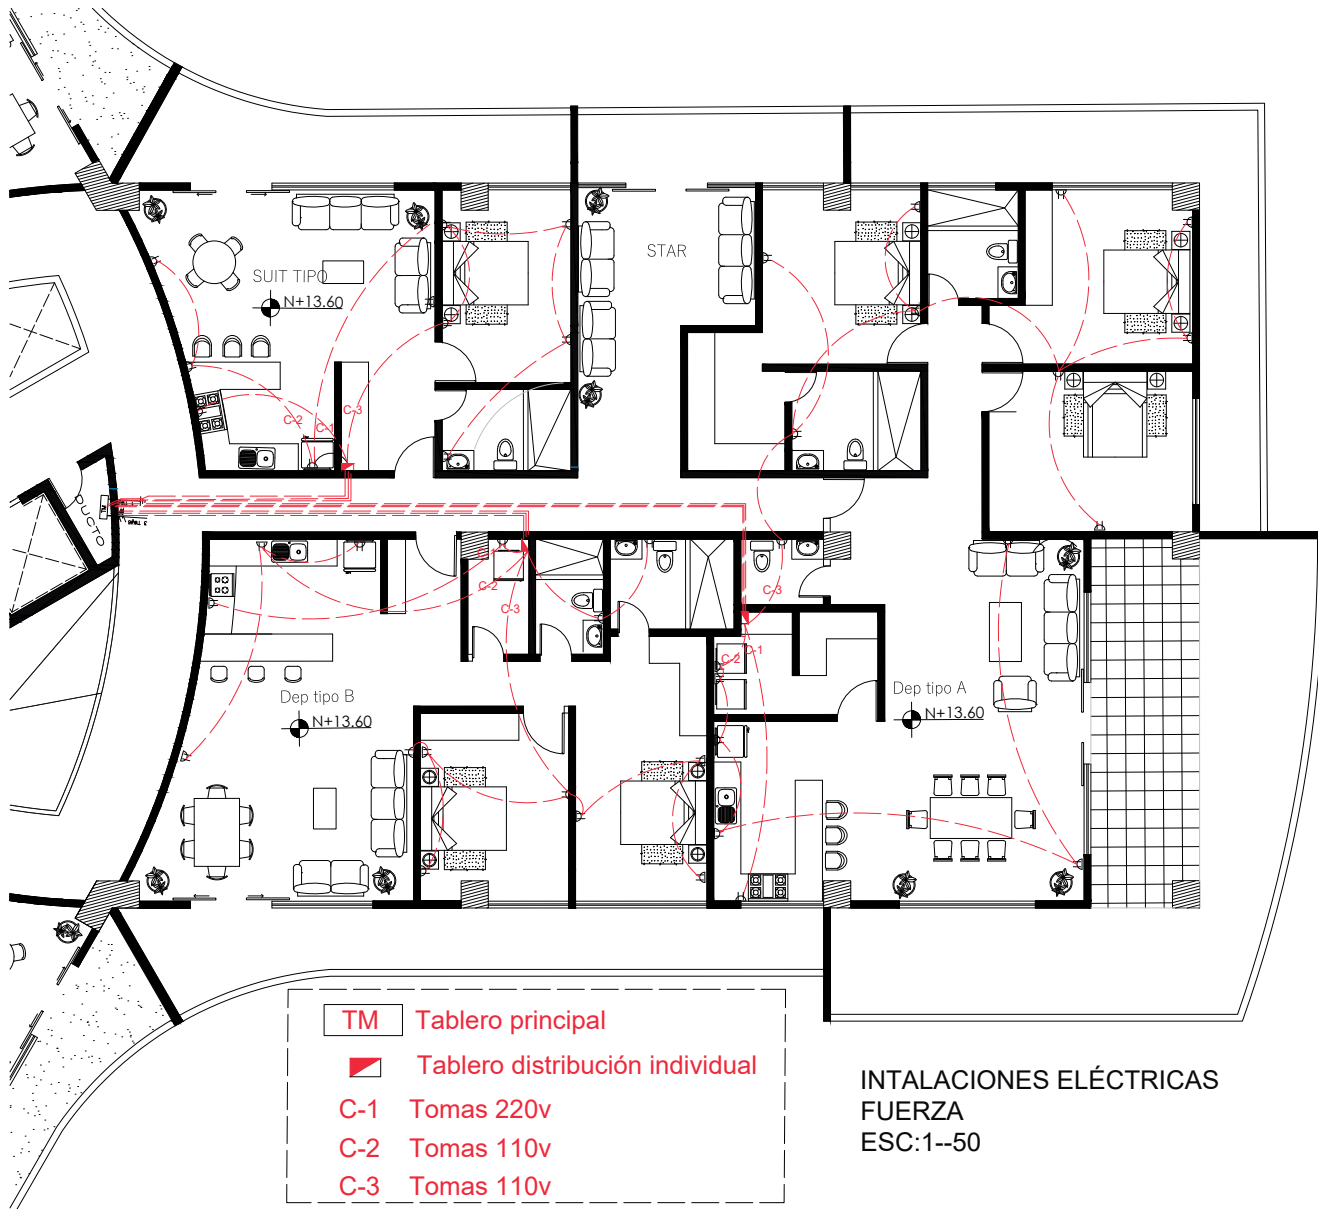 STAR
SUIT TIPO
N+13.60
C-3
C-2
C-1
TM
DUCTO
C-2
C-3
C-3
C-2
C-1
Dep tipo B
N+13.60
Dep tipo A
N+13.60
TM Tablero principal
Tablero distribución individual
C-1 Tomas 220v
C-2 Tomas 110v
C-3 Tomas 110v
INTALACIONES ELÉCTRICAS
FUERZA
ESC:1--50